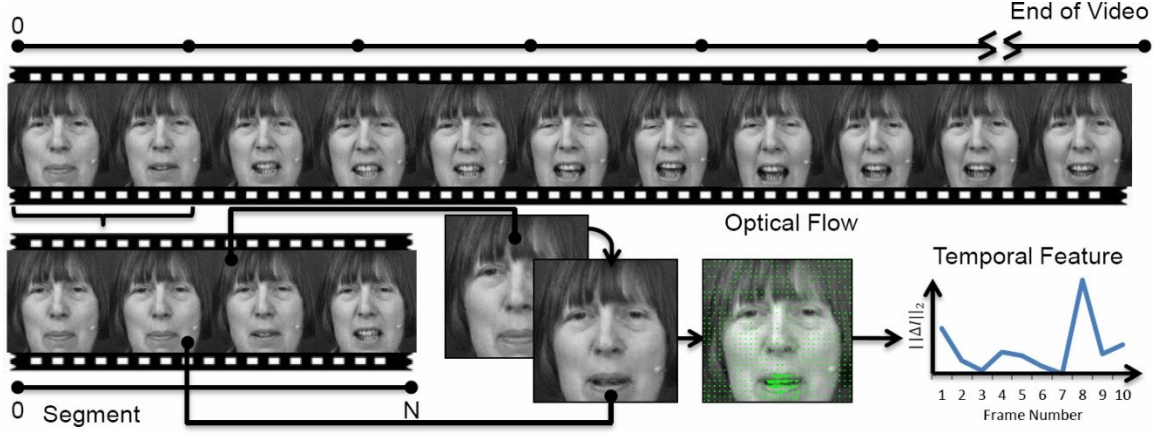 0
End of Video
Optical Flow
Temporal Feature
||ΔI||₂
1 2 3 4 5 6 7 8 9 10
Frame Number
0 Segment N